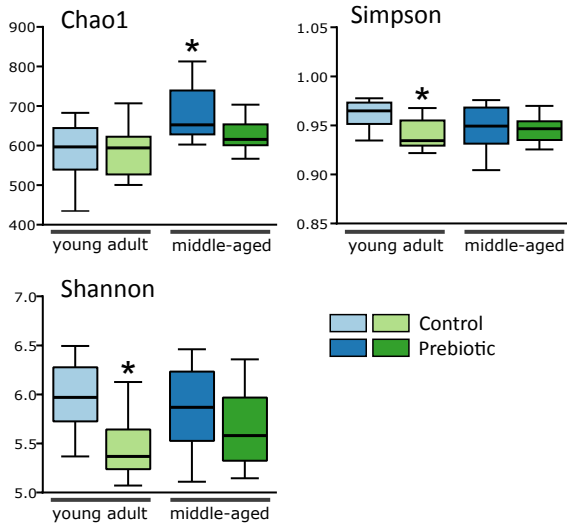 Chao1
900
800
700
600
500
400
*
young adult
middle-aged
Simpson
1.05
1.00
0.95
0.90
0.85
*
young adult
middle-aged
Shannon
7.0
6.5
6.0
5.5
5.0
*
young adult
middle-aged
Control
Prebiotic